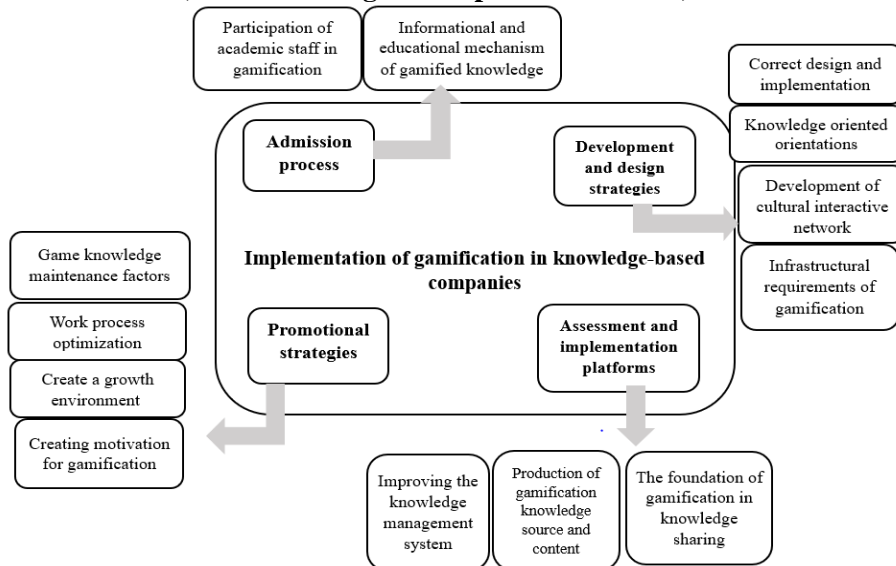 Participation of
academic staff in
gamification
Informational and
educational mechanism
of gamified knowledge
Correct design and
implementation
Knowledge oriented
orientations
Development of
cultural interactive
network
Infrastructural
requirements of
gamification
Admission
process
Development
and design
strategies
Implementation of gamification in knowledge-based
companies
Game knowledge
maintenance factors
Work process
optimization
Create a growth
environment
Creating motivation
for gamification
Promotional
strategies
Assessment and
implementation
platforms
Improving the
knowledge
management
system
Production of
gamification
knowledge
source and
content
The foundation of
gamification in
knowledge
sharing